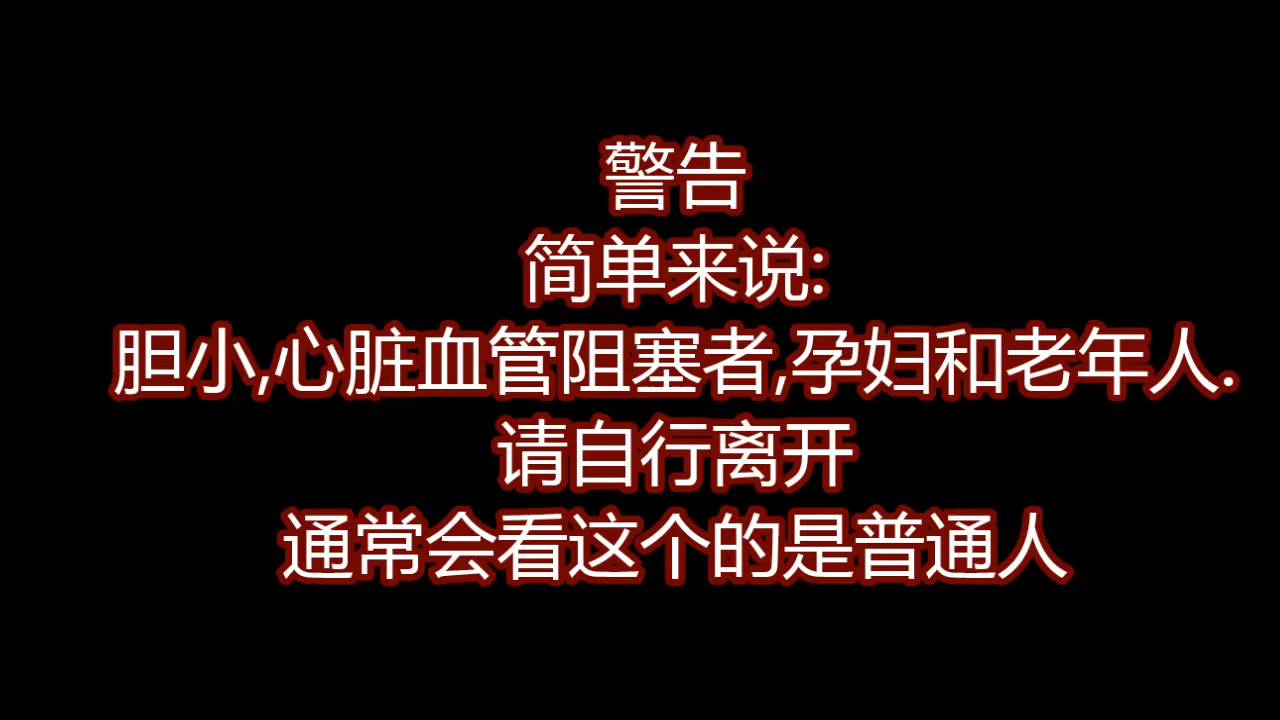 警告
简单来说:
胆小,心脏血管阻塞者,孕妇和老年人.
请自行离开
通常会看这个的是普通人